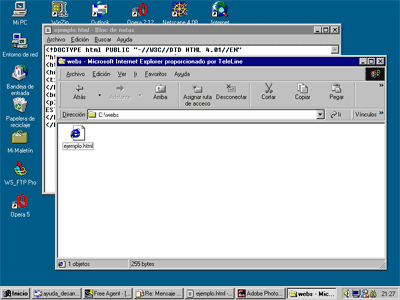 Mi PC
WinZip
Outlook
Opera 7.12
Netscape 4.08
Internet
Entorno de red
Bandeja de
entrada
Papelera de
reciclaje
Mi Maletín
WS_FTP Pro
Opera 5
ejemplo.html - Bloc de notas
Archivo Edición Buscar Ayuda
<!DOCTYPE html PUBLIC "-//W3C//DTD HTML 4.01//EN"
webs - Microsoft Internet Explorer proporcionado por TeleLine
Archivo Edición Ver Ir Favoritos Ayuda
Atrás
Adelante
Arriba
Asignar ruta
de acceso
Desconectar
Cortar
Copiar
Pegar
Dirección C:\webs
Ir
Vínculos
ejemplo.html
1 objetos
255 bytes
Inicio
ayuda_desarr
Free Agent - [
Re: Mensaje
ejemplo.html -
Adobe Photo...
webs - Mic...
21:27